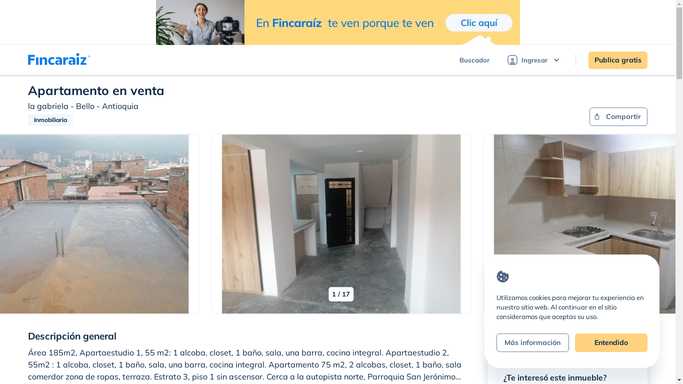 En Fincaraíz te ven porque te ven
Clic aquí
Fincaraiz
Buscador
Ingresar
Publica gratis
Apartamento en venta
la gabriela - Bello - Antioquia
Inmobiliaria
Compartir
1 / 17
Utilizamos cookies para mejorar tu experiencia en
nuestro sitio web. Al continuar en el sitio
consideramos que aceptas su uso.
Más información
Entendido
Descripción general
Área 185m2, Apartaestudio 1, 55 m2: 1 alcoba, closet, 1 baño, sala, una barra, cocina integral. Apartaestudio 2,
55m2 : 1 alcoba, closet, 1 baño, sala, una barra, cocina integral. Apartamento 75 m2, 2 alcobas, closet, 1 baño, sala
comerdor zona de ropas, terraza. Estrato 3, piso 1 sin ascensor. Cerca a la autopista norte, Parroquia San Jerónimo...
¿Te interesó este inmueble?